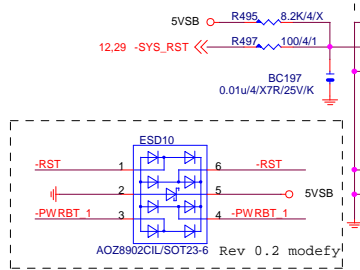 5VSB R495 8.2K/4/X
12,29 -SYS_RST R497 100/4/1
BC197
0.01u/4/X7R/25V/K
ESD10
-RST 1 6 -RST
2 5 5VSB
-PWRBT_1 3 4 -PWRBT_1
AOZ8902CIL/SOT23-6 Rev 0.2 modefy